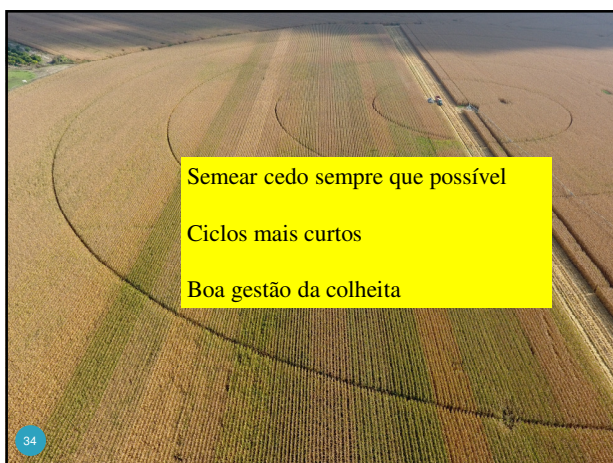 Semear cedo sempre que possível
Ciclos mais curtos
Boa gestão da colheita
34